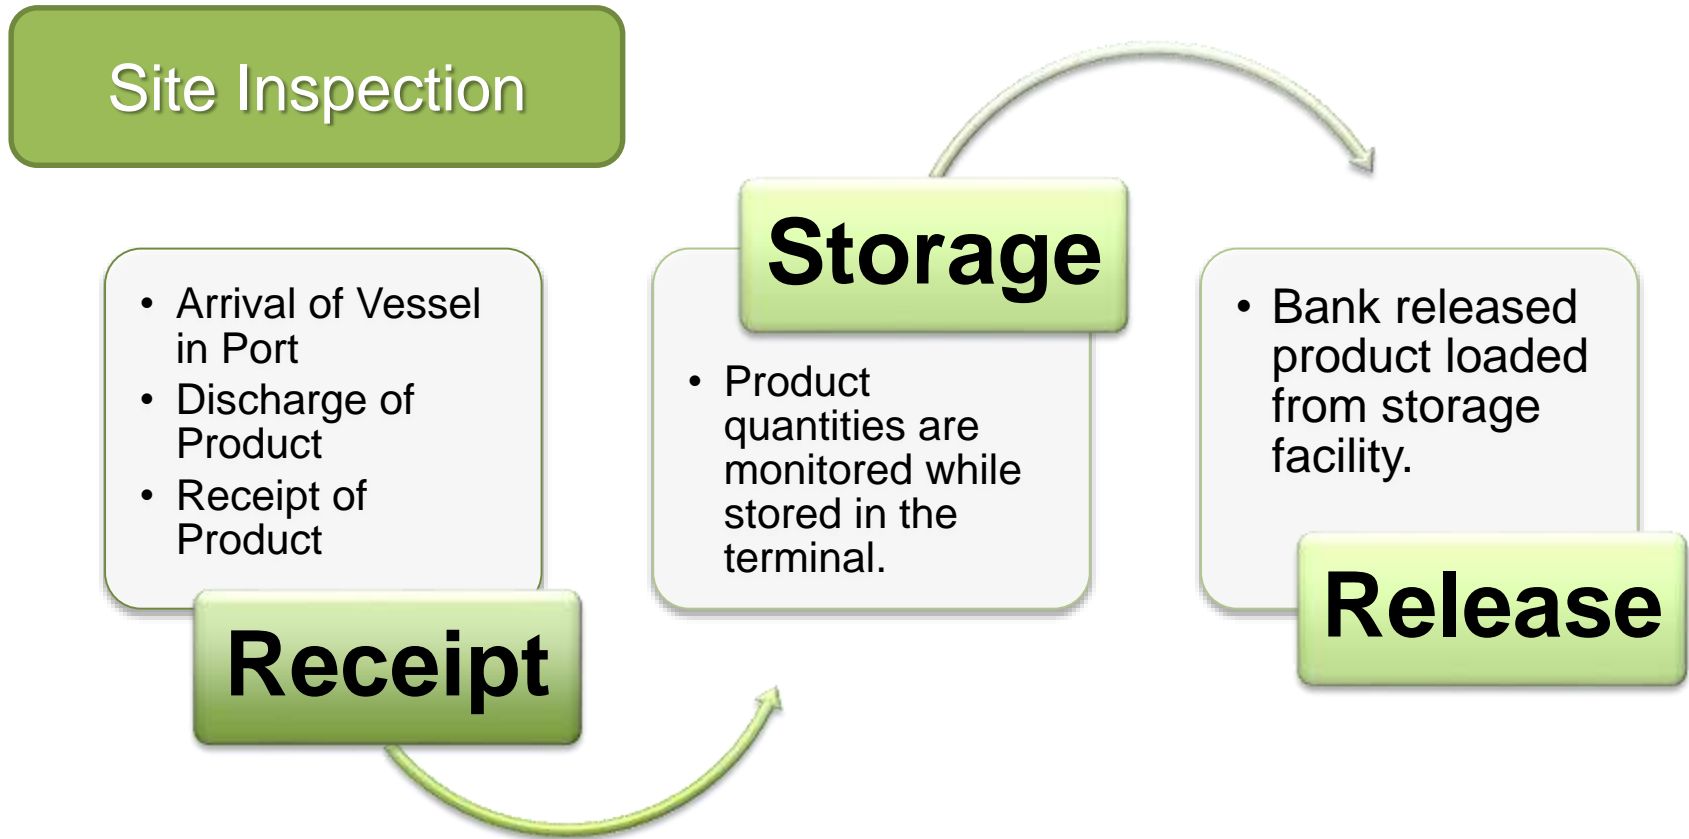 Site Inspection
• Arrival of Vessel
in Port
• Discharge of
Product
• Receipt of
Product
Receipt
Storage
• Product
quantities are
monitored while
stored in the
terminal.
• Bank released
product loaded
from storage
facility.
Release